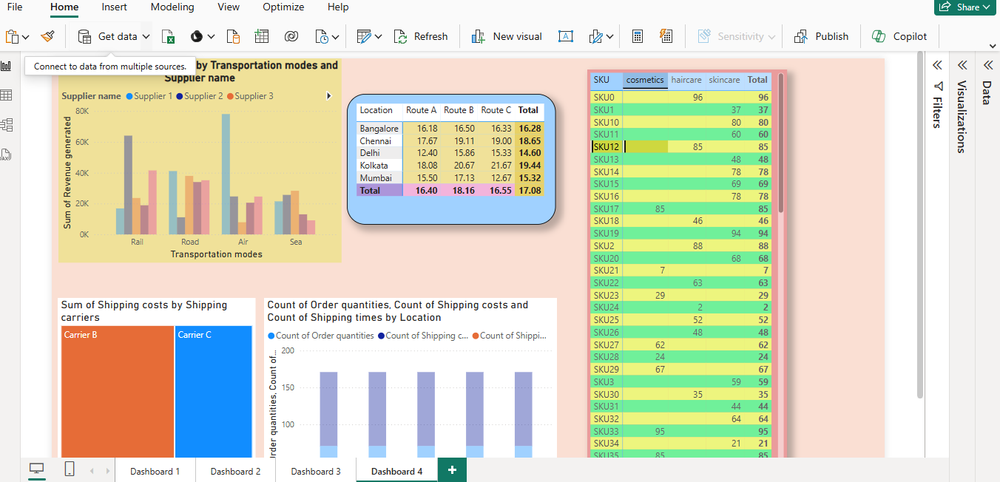 File Home Insert Modeling View Optimize Help Share
Get data Refresh New visual A Sensitivity Publish Copilot
Connect to data from multiple sources.
by Transportation modes and
Supplier name
Supplier name Supplier 1 Supplier 2 Supplier 3
Sum of Revenue generated
80K
60K
40K
20K
0K
Rail Road Air Sea
Transportation modes
Location Route A Route B Route C Total
Bangalore 16.18 16.50 16.33 16.28
Chennai 17.67 19.11 19.00 18.65
Delhi 12.40 15.86 15.33 14.60
Kolkata 18.08 20.67 21.67 19.44
Mumbai 15.50 17.13 12.67 15.32
Total 16.40 18.16 16.55 17.08
SKU cosmetics haircare skincare Total
SKU0 96 96
SKU1 37 37
SKU10 80 80
SKU11 60 60
SKU12 85 85
SKU13 48 48
SKU14 78 78
SKU15 69 69
SKU16 78 78
SKU17 85 85
SKU18 46 46
SKU19 94 94
SKU2 88 88
SKU20 68 68
SKU21 7 7
SKU22 63 63
SKU23 29 29
SKU24 2 2
SKU25 52 52
SKU26 48 48
SKU27 62 62
SKU28 24 24
SKU29 67 67
SKU3 59 59
SKU30 35 35
SKU31 44 44
SKU32 64 64
SKU33 95 95
SKU34 21 21
SKU35 85 85
Filters
Visualizations
Data
DAX
Sum of Shipping costs by Shipping
carriers
Carrier B Carrier C
Count of Order quantities, Count of Shipping costs and
Count of Shipping times by Location
Count of Order quantities Count of Shipping c... Count of Shippi...
rder quantities, Count of...
200
150
100
Dashboard 1 Dashboard 2 Dashboard 3 Dashboard 4 +